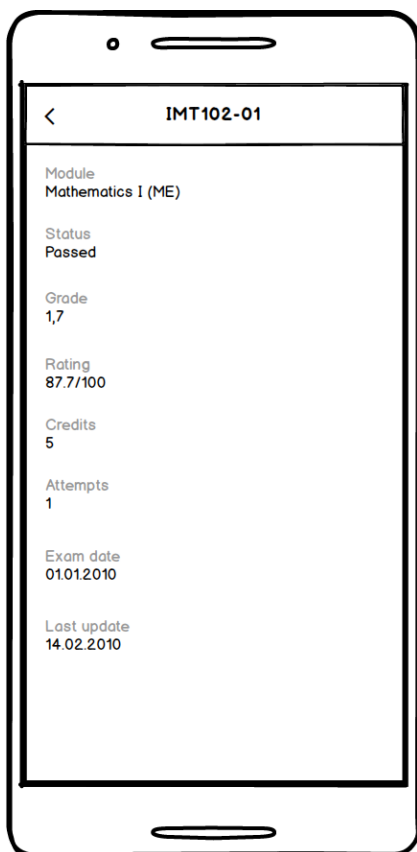 IMT102-01
Module
Mathematics I (ME)
Status
Passed
Grade
1,7
Rating
87.7/100
Credits
5
Attempts
1
Exam date
01.01.2010
Last update
14.02.2010